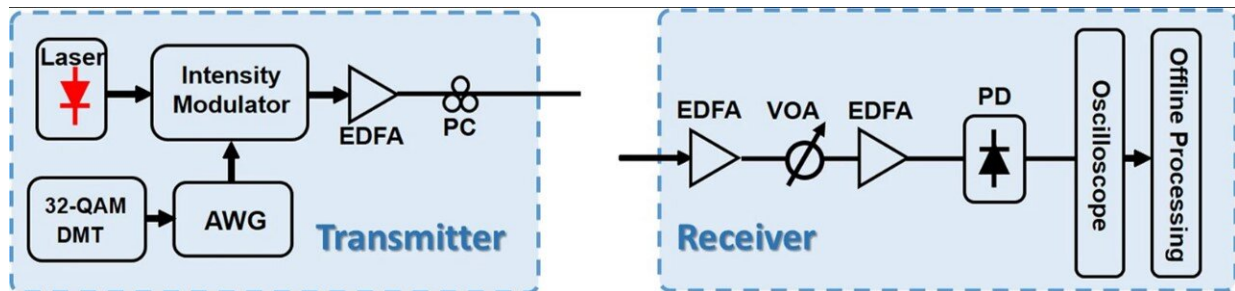 Laser
Intensity
Modulator
EDFA
PC
32-QAM
DMT
AWG
Transmitter
EDFA
VOA
EDFA
PD
Oscilloscope
Offline Processing
Receiver